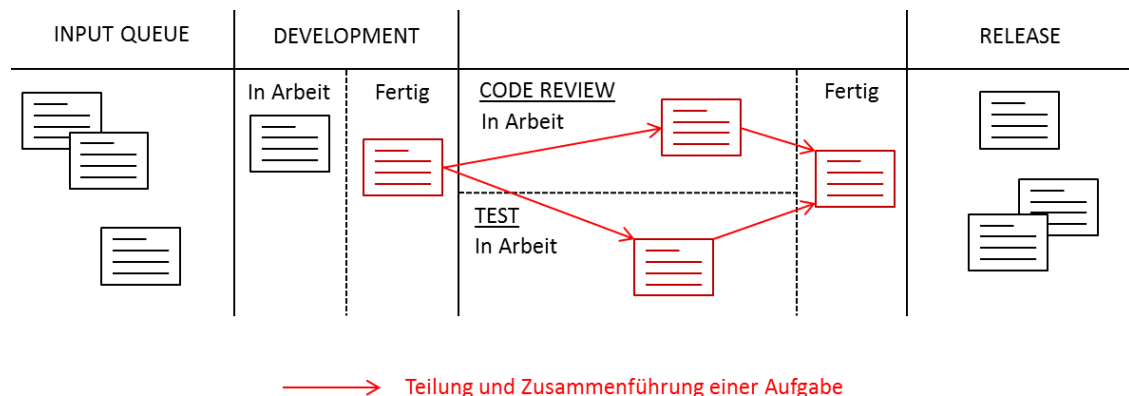 INPUT QUEUE
DEVELOPMENT
RELEASE
In Arbeit
Fertig
CODE REVIEW
In Arbeit
Fertig
TEST
In Arbeit
Teilung und Zusammenführung einer Aufgabe